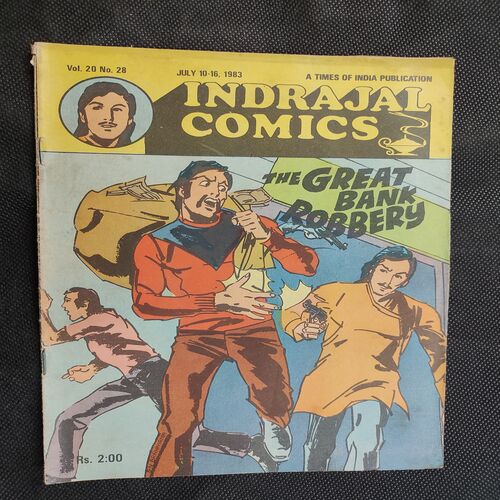 Vol. 20 No. 28
JULY 10-16, 1983
A TIMES OF INDIA PUBLICATION
INDRAJAL
COMICS
THE GREAT
BANK
ROBBERY
Rs. 2:00